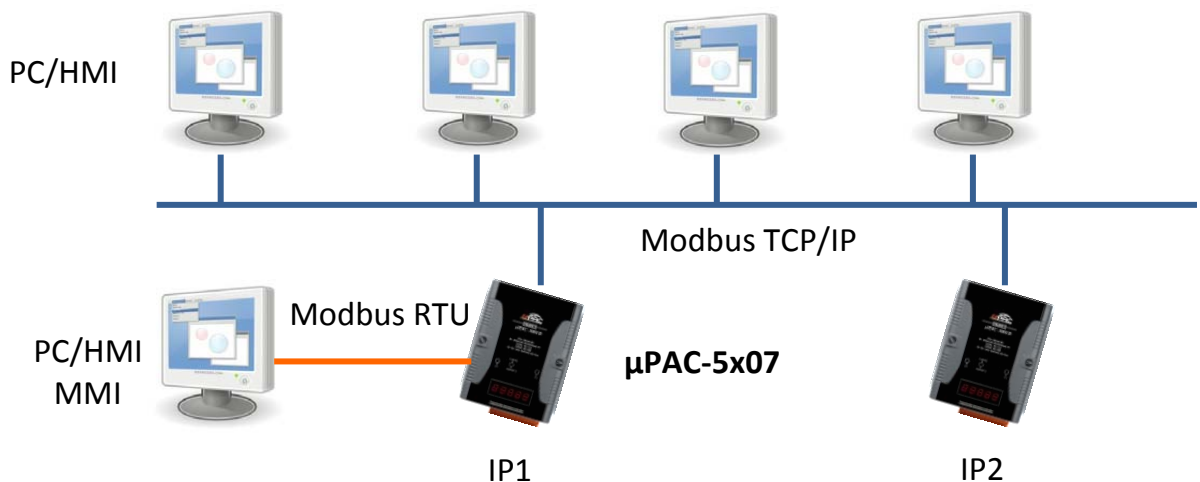 PC/HMI
Modbus TCP/IP
Modbus RTU
PC/HMI
MMI
µPAC-5x07
IP1
IP2